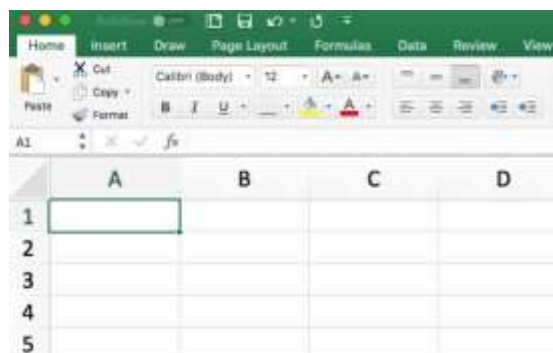 Home Insert Draw Page Layout Formulas Data Review View
Cut
Calibri (Body) 12 A A
Copy
Paste
Format
B I U A
A1 fx
A B C D
1
2
3
4
5